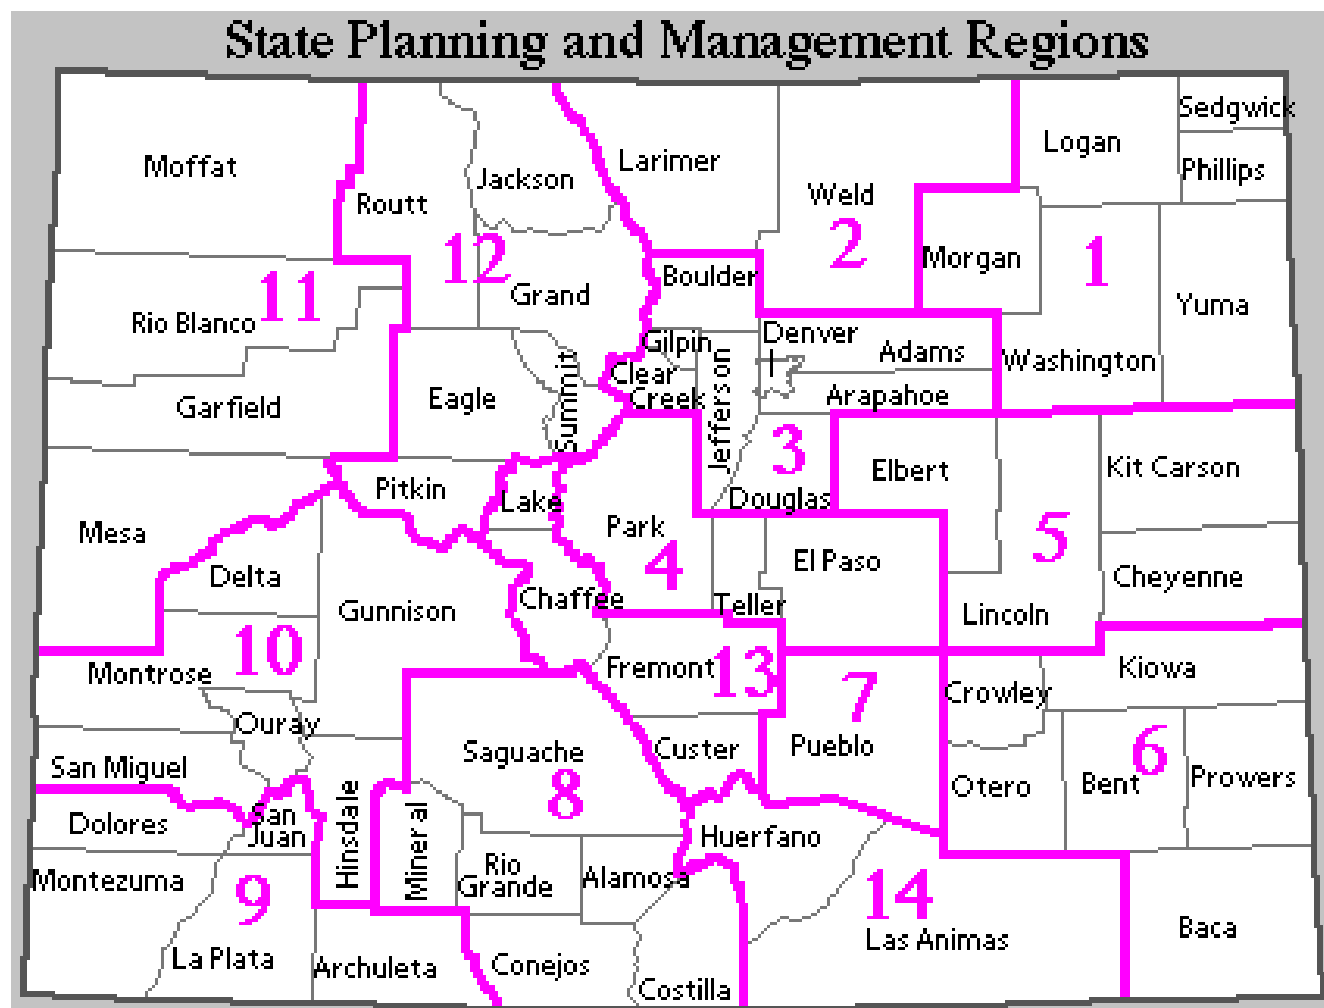 State Planning and Management Regions
Sedgwick
Logan
Moffat
Larimer
Phillips
Jackson
Weld
Routt
2
12
Morgan
1
Boulder
11
Grand
Yuma
Rio Blanco
Denver
Gilpin
Adams
Washington
Clear
Creek
Summit
Jefferson
Eagle
Arapahoe
Garfield
3
Elbert
Kit Carson
Pitkin
Lake
Douglas
Mesa
Park
5
4
El Paso
Delta
Cheyenne
Chaffee
Teller
Gunnison
Lincoln
10
Fremont
13
Kiowa
Montrose
7
Crowley
Ouray
Saguache
Custer
Pueblo
6
San Miguel
8
Otero
Bent
Prowers
San
Juan
Dolores
Hinsdale
Mineral
Huerfano
Rio
Grande
Alamosa
Montezuma
9
14
Baca
La Plata
Archuleta
Conejos
Las Animas
Costilla